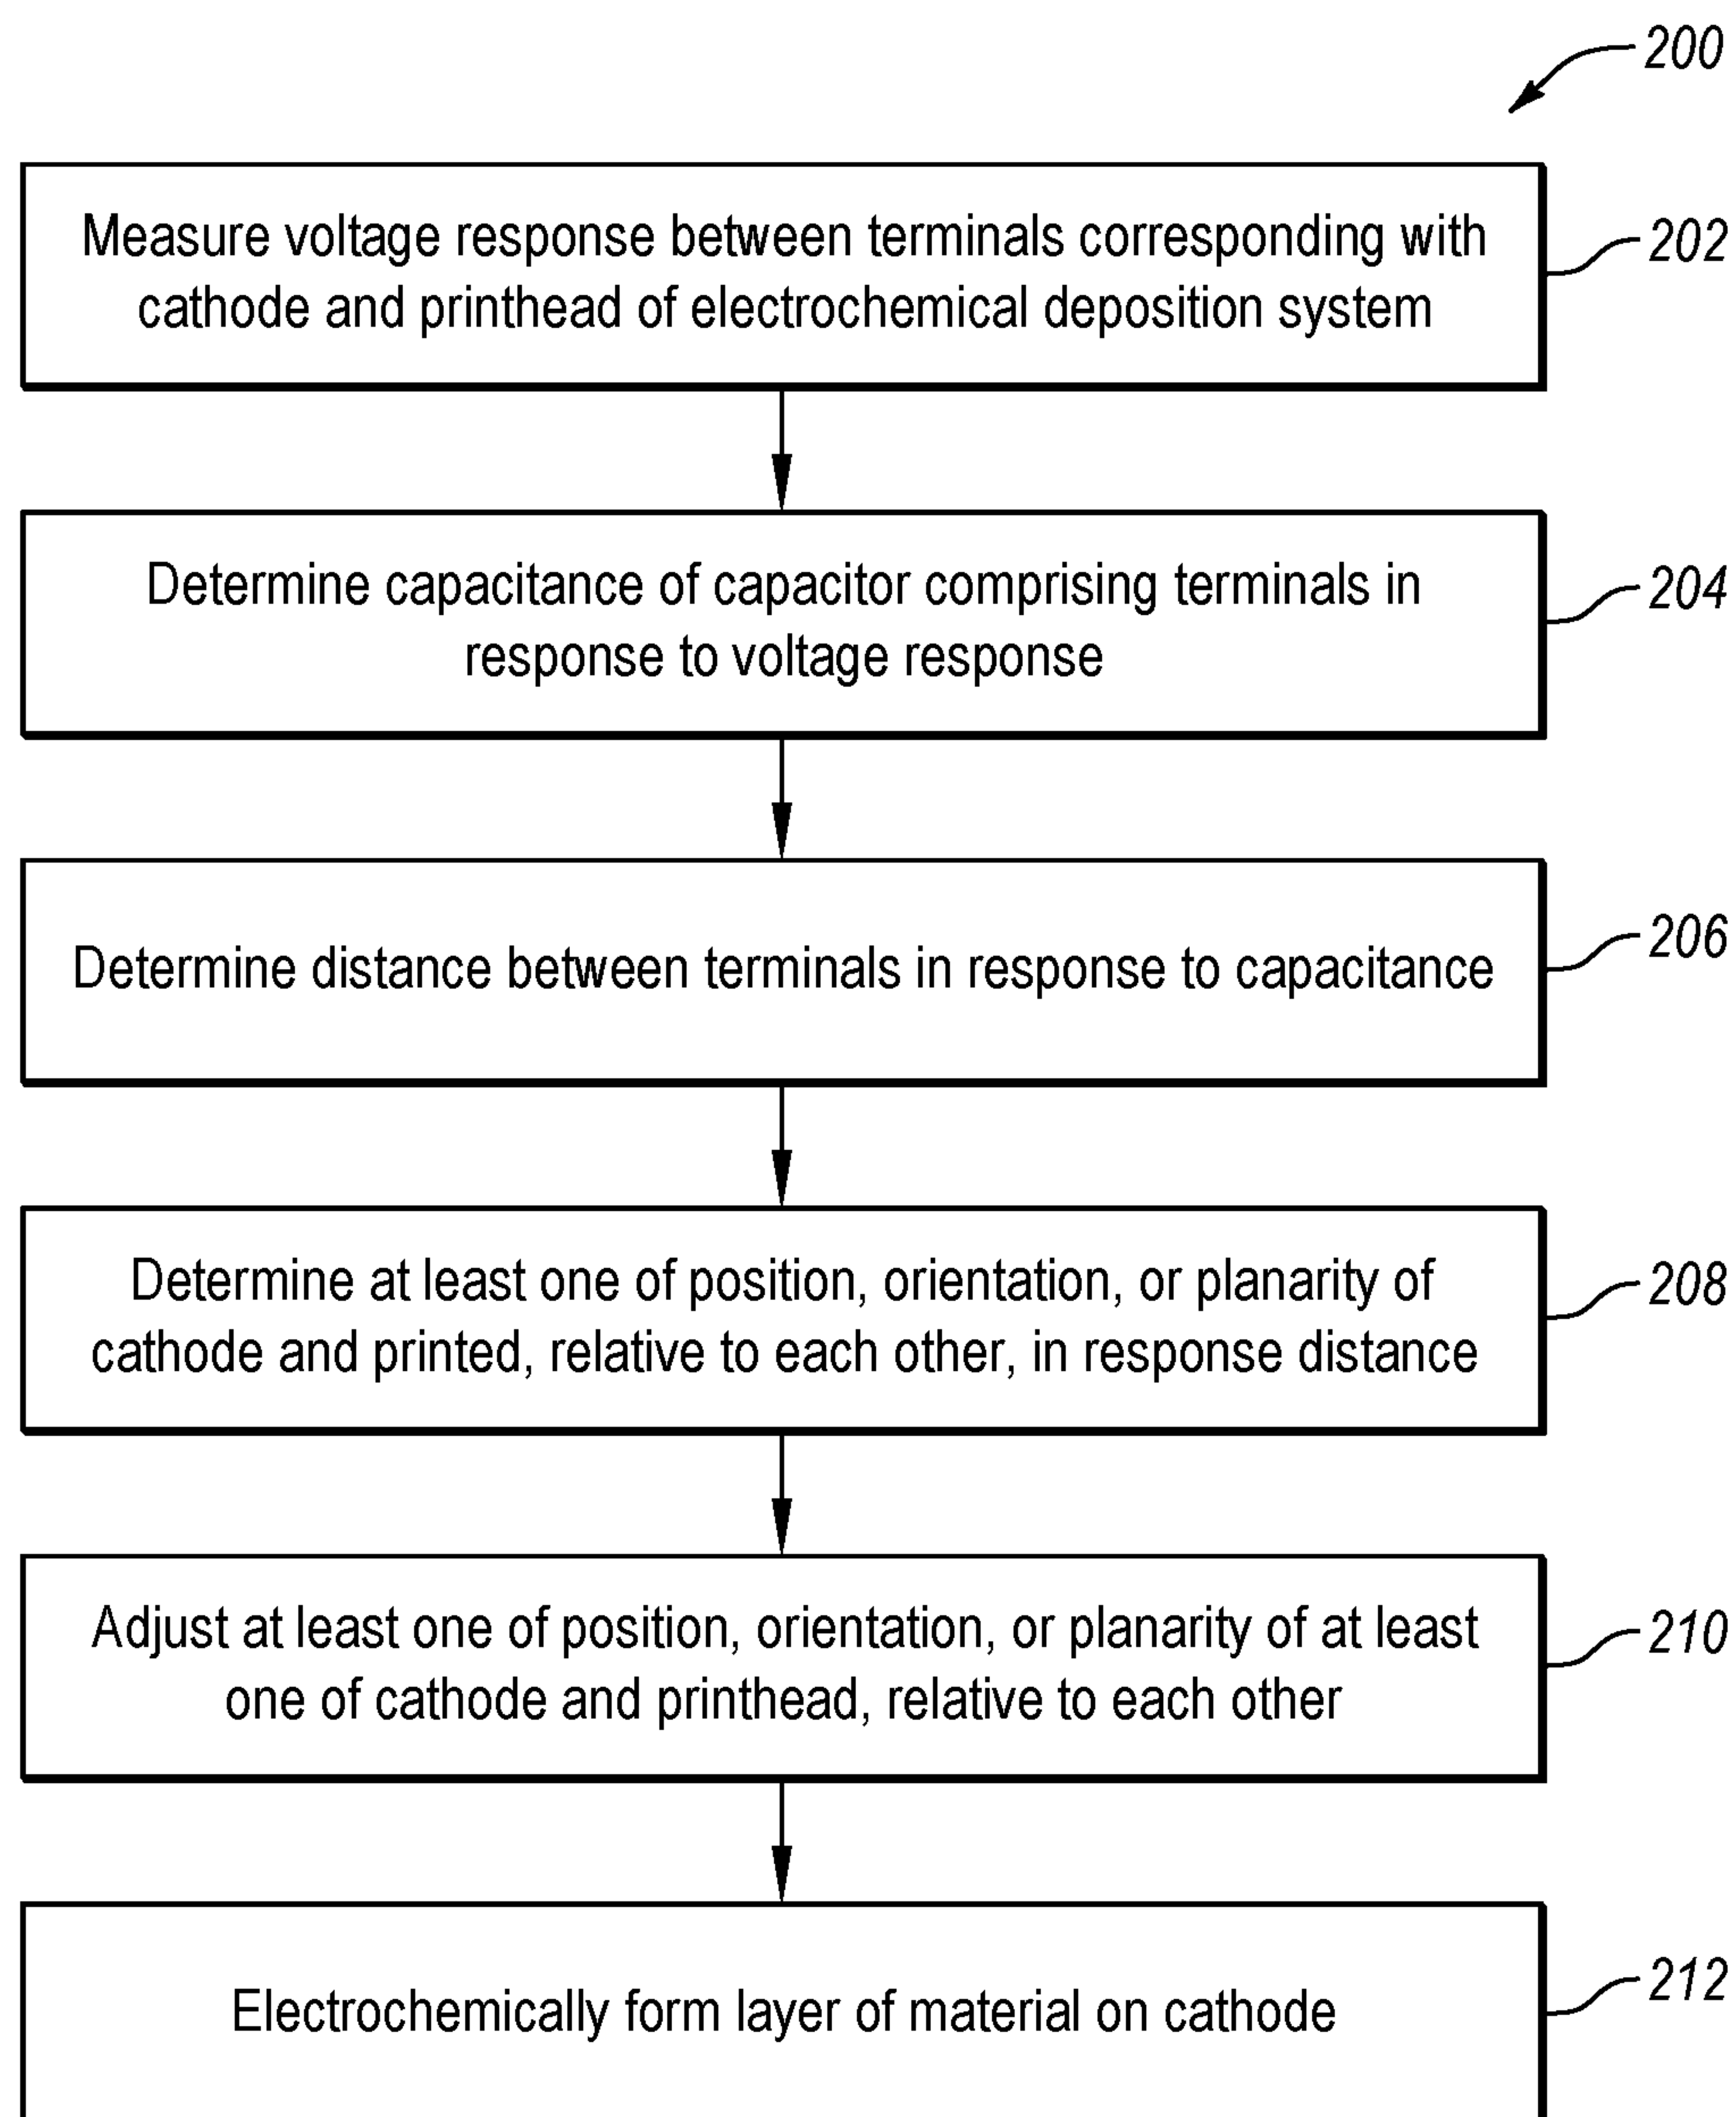 200
Measure voltage response between terminals corresponding with
cathode and printhead of electrochemical deposition system
202
Determine capacitance of capacitor comprising terminals in
response to voltage response
204
Determine distance between terminals in response to capacitance
206
Determine at least one of position, orientation, or planarity of
cathode and printed, relative to each other, in response distance
208
Adjust at least one of position, orientation, or planarity of at least
one of cathode and printhead, relative to each other
210
Electrochemically form layer of material on cathode
212